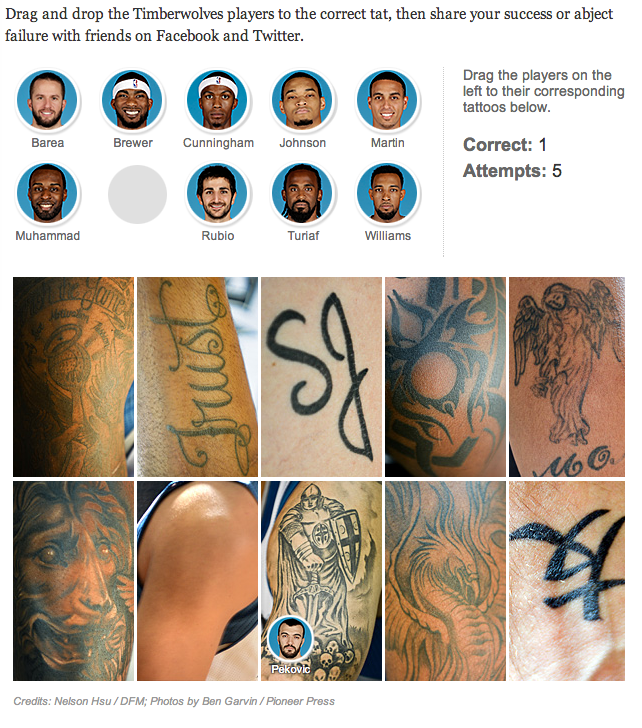 Drag and drop the Timberwolves players to the correct tat, then share your success or abject
failure with friends on Facebook and Twitter.
Barea
Brewer
Cunningham
Johnson
Martin
Muhammad
Rubio
Turiaf
Williams
Drag the players on the
left to their corresponding
tattoos below.
Correct: 1
Attempts: 5
Trust
SJ
Mo.
Pekovic
Credits: Nelson Hsu / DFM; Photos by Ben Garvin / Pioneer Press